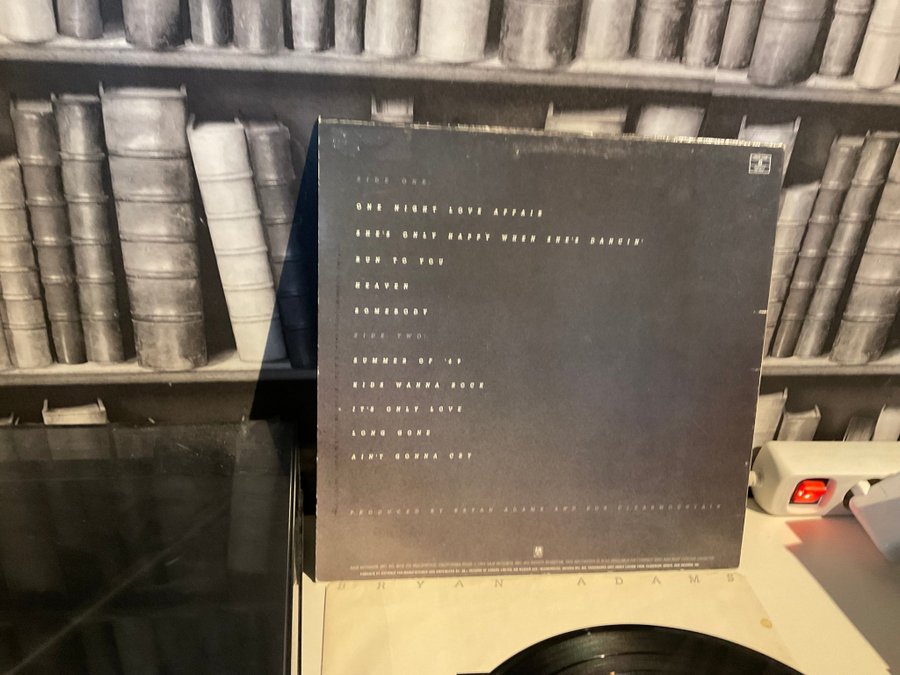 SIDE ONE:
ONE NIGHT LOVE AFFAIR
SHE'S ONLY HAPPY WHEN SHE'S DANCIN'
RUN TO YOU
HEAVEN
SOMEBODY
SIDE TWO:
SUMMER OF '69
KIDS WANNA ROCK
IT'S ONLY LOVE
LONG GONE
AIN'T GONNA CRY
PRODUCED BY BRYAN ADAMS AND BOB CLEARMOUNTAIN
BRYAN ADAMS